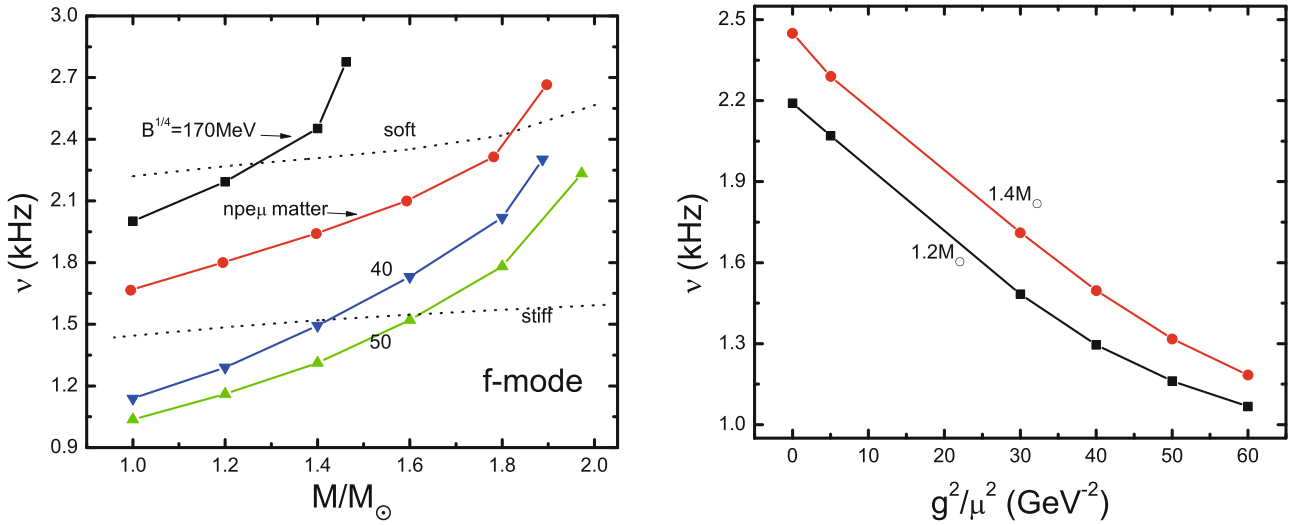 3.0
2.7
2.4
2.1
1.8
1.5
1.2
0.9
ν (kHz)
B^1/4=170MeV
soft
npeμ matter
40
stiff
50
f-mode
1.0 1.2 1.4 1.6 1.8 2.0
M/M⊙
2.5
2.2
1.9
1.6
1.3
1.0
ν (kHz)
1.4M○
1.2M○
0 10 20 30 40 50 60
g²/μ² (GeV⁻²)